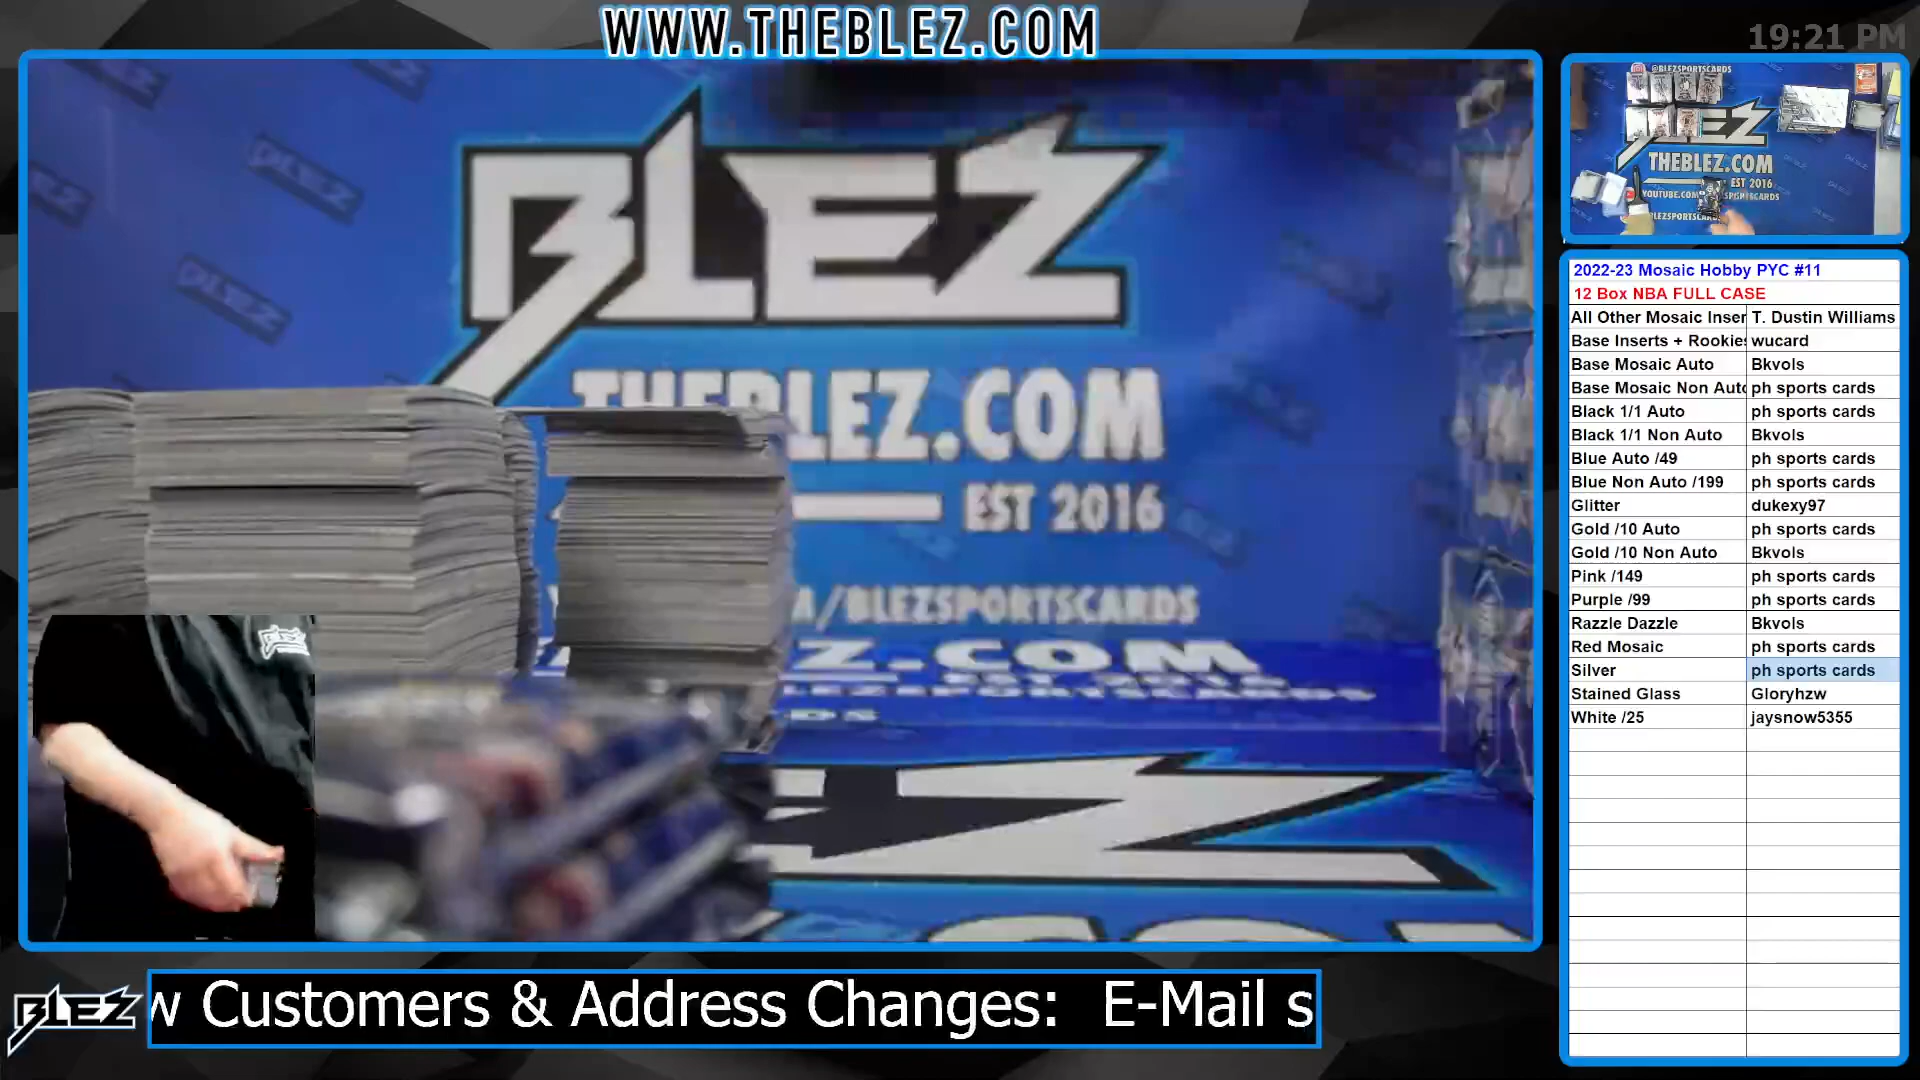 WWW.THEBLEZ.COM
19:21 PM
BLEZ
THEBLEZ.COM
EST 2016
/BLEZSPORTSCARDS
Z.COM
@BLEZSPORTSCARDS
EZ
THEBLEZ.COM
EST 2016
YOUTUBE.COM
2022-23 Mosaic Hobby PYC #11
12 Box NBA FULL CASE
All Other Mosaic Inser T. Dustin Williams
Base Inserts + Rookies wucard
Base Mosaic Auto Bkvols
Base Mosaic Non Auto ph sports cards
Black 1/1 Auto ph sports cards
Black 1/1 Non Auto Bkvols
Blue Auto /49 ph sports cards
Blue Non Auto /199 ph sports cards
Glitter dukexy97
Gold /10 Auto ph sports cards
Gold /10 Non Auto Bkvols
Pink /149 ph sports cards
Purple /99 ph sports cards
Razzle Dazzle Bkvols
Red Mosaic ph sports cards
Silver ph sports cards
Stained Glass Gloryhzw
White /25 jaysnow5355
BLEZ
w Customers & Address Changes: E-Mail s